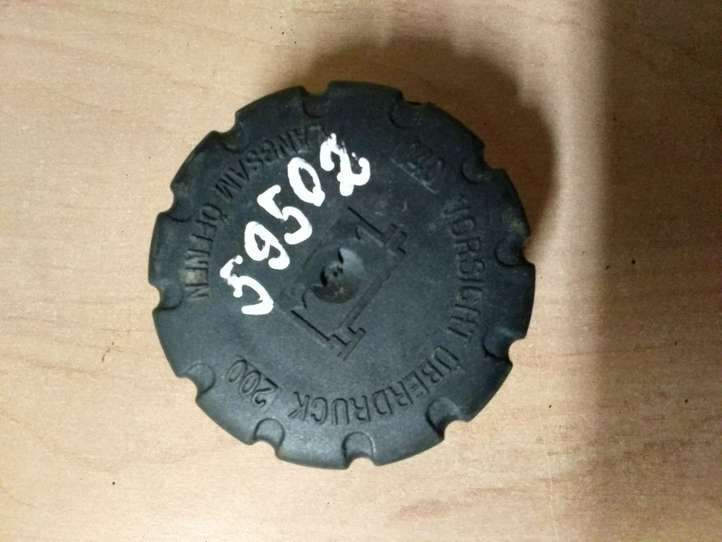 VORSICHT ÜBERDRUCK 200
LANGSAM ÖFFNEN
59502